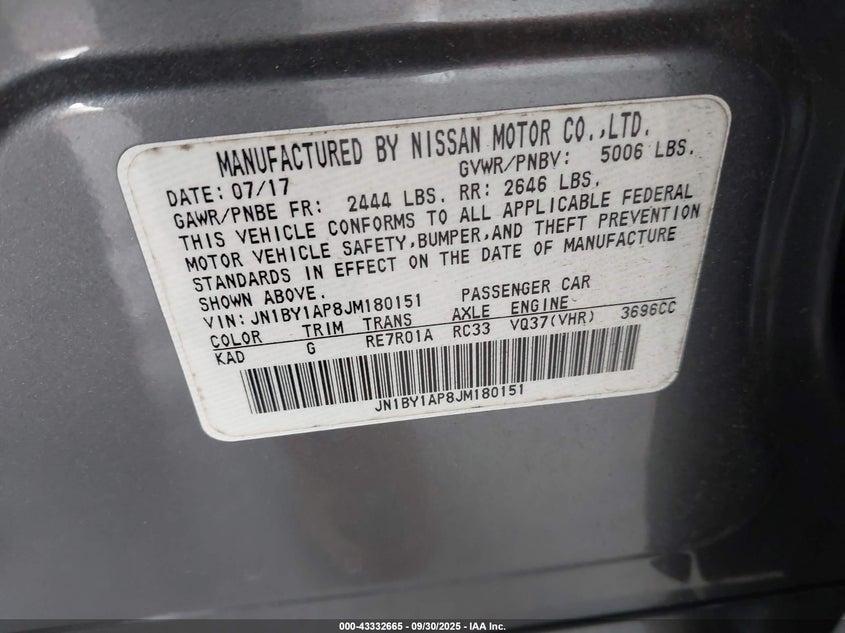 MANUFACTURED BY NISSAN MOTOR CO.,LTD.
DATE: 07/17 GVWR/PNBV: 5006 LBS.
GAWR/PNBE FR: 2444 LBS. RR: 2646 LBS.
THIS VEHICLE CONFORMS TO ALL APPLICABLE FEDERAL
MOTOR VEHICLE SAFETY,BUMPER,AND THEFT PREVENTION
STANDARDS IN EFFECT ON THE DATE OF MANUFACTURE
SHOWN ABOVE.
VIN: JN1BY1AP8JM180151 PASSENGER CAR
COLOR TRIM TRANS AXLE ENGINE
KAD G RE7R01A RC33 VQ37(VHR) 3696CC
JN1BY1AP8JM180151
000-43332665 - 09/30/2025 - IAA Inc.